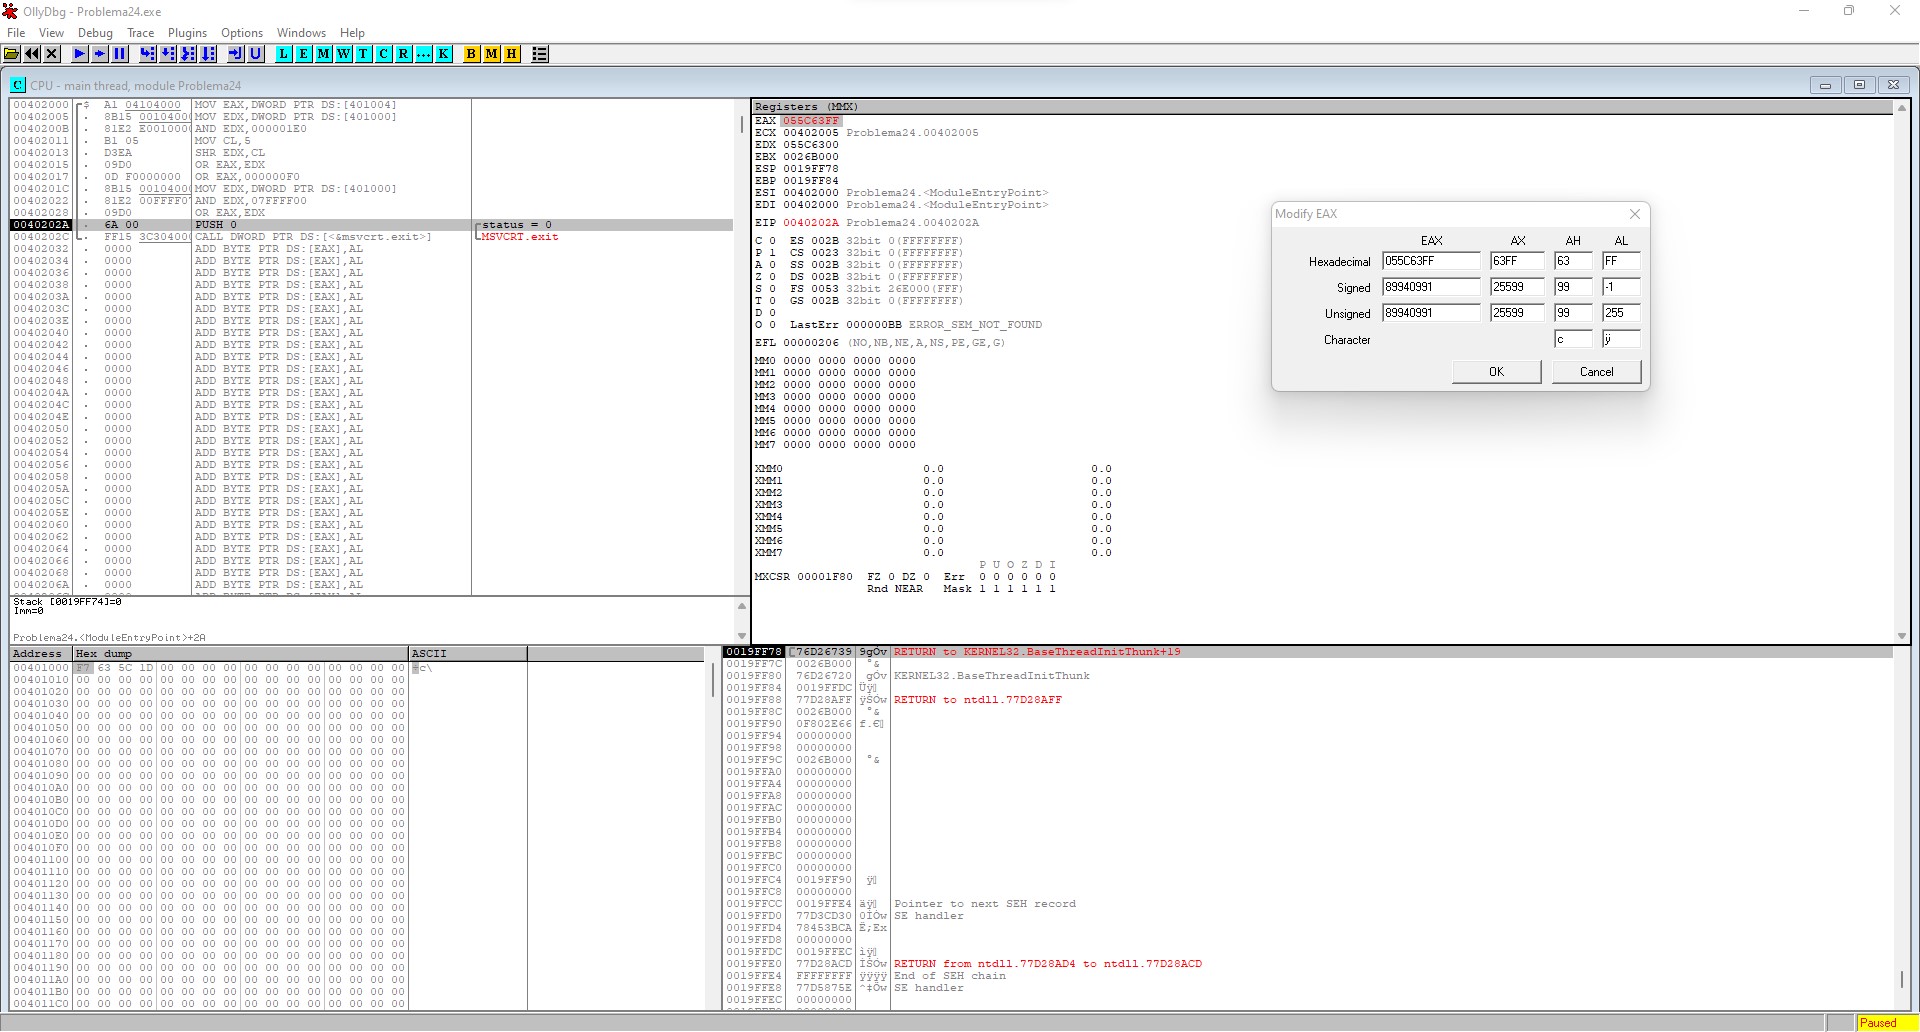 OllyDbg - Problema24.exe
File View Debug Trace Plugins Options Windows Help
L E M W T C R ... K B M H
CPU - main thread, module Problema24
00402000 $ A1 04104000 MOV EAX,DWORD PTR DS:[401004]
00402005 . 8B15 00104000 MOV EDX,DWORD PTR DS:[401000]
0040200B . 81E2 E0010000 AND EDX,000001E0
00402011 . B1 05 MOV CL,5
00402013 . D3EA SHR EDX,CL
00402015 . 09D0 OR EAX,EDX
00402017 . 0D F0000000 OR EAX,000000F0
0040201C . 8B15 00104000 MOV EDX,DWORD PTR DS:[401000]
00402022 . 81E2 00FFFF07 AND EDX,07FFFF00
00402028 . 09D0 OR EAX,EDX
0040202A . 6A 00 PUSH 0 status = 0
0040202C . FF15 3C304000 CALL DWORD PTR DS:[<&msvcrt.exit>] MSVCRT.exit
00402032 . 0000 ADD BYTE PTR DS:[EAX],AL
00402034 . 0000 ADD BYTE PTR DS:[EAX],AL
00402036 . 0000 ADD BYTE PTR DS:[EAX],AL
00402038 . 0000 ADD BYTE PTR DS:[EAX],AL
0040203A . 0000 ADD BYTE PTR DS:[EAX],AL
0040203C . 0000 ADD BYTE PTR DS:[EAX],AL
0040203E . 0000 ADD BYTE PTR DS:[EAX],AL
00402040 . 0000 ADD BYTE PTR DS:[EAX],AL
00402042 . 0000 ADD BYTE PTR DS:[EAX],AL
00402044 . 0000 ADD BYTE PTR DS:[EAX],AL
00402046 . 0000 ADD BYTE PTR DS:[EAX],AL
00402048 . 0000 ADD BYTE PTR DS:[EAX],AL
0040204A . 0000 ADD BYTE PTR DS:[EAX],AL
0040204C . 0000 ADD BYTE PTR DS:[EAX],AL
0040204E . 0000 ADD BYTE PTR DS:[EAX],AL
00402050 . 0000 ADD BYTE PTR DS:[EAX],AL
00402052 . 0000 ADD BYTE PTR DS:[EAX],AL
00402054 . 0000 ADD BYTE PTR DS:[EAX],AL
00402056 . 0000 ADD BYTE PTR DS:[EAX],AL
00402058 . 0000 ADD BYTE PTR DS:[EAX],AL
0040205A . 0000 ADD BYTE PTR DS:[EAX],AL
0040205C . 0000 ADD BYTE PTR DS:[EAX],AL
0040205E . 0000 ADD BYTE PTR DS:[EAX],AL
00402060 . 0000 ADD BYTE PTR DS:[EAX],AL
00402062 . 0000 ADD BYTE PTR DS:[EAX],AL
00402064 . 0000 ADD BYTE PTR DS:[EAX],AL
00402066 . 0000 ADD BYTE PTR DS:[EAX],AL
00402068 . 0000 ADD BYTE PTR DS:[EAX],AL
0040206A . 0000 ADD BYTE PTR DS:[EAX],AL
Stack [0019FF74]=0
Imm=0
Problema24.<ModuleEntryPoint>+2A
Registers (MMX)
EAX 055C63FF
ECX 00402005 Problema24.00402005
EDX 055C6300
EBX 0026B000
ESP 0019FF78
EBP 0019FF84
ESI 00402000 Problema24.<ModuleEntryPoint>
EDI 00402000 Problema24.<ModuleEntryPoint>
EIP 0040202A Problema24.0040202A
C 0 ES 002B 32bit 0(FFFFFFFF)
P 1 CS 0023 32bit 0(FFFFFFFF)
A 0 SS 002B 32bit 0(FFFFFFFF)
Z 0 DS 002B 32bit 0(FFFFFFFF)
S 0 FS 0053 32bit 26E000(FFF)
T 0 GS 002B 32bit 0(FFFFFFFF)
D 0
O 0 LastErr 000000BB ERROR_SEM_NOT_FOUND
EFL 00000206 (NO,NB,NE,A,NS,PE,GE,G)
MM0 0000 0000 0000 0000
MM1 0000 0000 0000 0000
MM2 0000 0000 0000 0000
MM3 0000 0000 0000 0000
MM4 0000 0000 0000 0000
MM5 0000 0000 0000 0000
MM6 0000 0000 0000 0000
MM7 0000 0000 0000 0000
XMM0 0.0 0.0
XMM1 0.0 0.0
XMM2 0.0 0.0
XMM3 0.0 0.0
XMM4 0.0 0.0
XMM5 0.0 0.0
XMM6 0.0 0.0
XMM7 0.0 0.0
P U O Z D I
MXCSR 00001F80 FZ 0 DZ 0 Err 0 0 0 0 0 0
Rnd NEAR Mask 1 1 1 1 1 1
Modify EAX
EAX AX AH AL
Hexadecimal 055C63FF 63FF 63 FF
Signed 89940991 25599 99 -1
Unsigned 89940991 25599 99 255
Character c ÿ
OK Cancel
Address Hex dump ASCII
00401000 F7 63 5C 1D 00 00 00 00 00 00 00 00 00 00 00 00 ÷c\
00401010 00 00 00 00 00 00 00 00 00 00 00 00 00 00 00 00
00401020 00 00 00 00 00 00 00 00 00 00 00 00 00 00 00 00
00401030 00 00 00 00 00 00 00 00 00 00 00 00 00 00 00 00
00401040 00 00 00 00 00 00 00 00 00 00 00 00 00 00 00 00
00401050 00 00 00 00 00 00 00 00 00 00 00 00 00 00 00 00
00401060 00 00 00 00 00 00 00 00 00 00 00 00 00 00 00 00
00401070 00 00 00 00 00 00 00 00 00 00 00 00 00 00 00 00
00401080 00 00 00 00 00 00 00 00 00 00 00 00 00 00 00 00
00401090 00 00 00 00 00 00 00 00 00 00 00 00 00 00 00 00
004010A0 00 00 00 00 00 00 00 00 00 00 00 00 00 00 00 00
004010B0 00 00 00 00 00 00 00 00 00 00 00 00 00 00 00 00
004010C0 00 00 00 00 00 00 00 00 00 00 00 00 00 00 00 00
004010D0 00 00 00 00 00 00 00 00 00 00 00 00 00 00 00 00
004010E0 00 00 00 00 00 00 00 00 00 00 00 00 00 00 00 00
004010F0 00 00 00 00 00 00 00 00 00 00 00 00 00 00 00 00
00401100 00 00 00 00 00 00 00 00 00 00 00 00 00 00 00 00
00401110 00 00 00 00 00 00 00 00 00 00 00 00 00 00 00 00
00401120 00 00 00 00 00 00 00 00 00 00 00 00 00 00 00 00
00401130 00 00 00 00 00 00 00 00 00 00 00 00 00 00 00 00
00401140 00 00 00 00 00 00 00 00 00 00 00 00 00 00 00 00
00401150 00 00 00 00 00 00 00 00 00 00 00 00 00 00 00 00
00401160 00 00 00 00 00 00 00 00 00 00 00 00 00 00 00 00
00401170 00 00 00 00 00 00 00 00 00 00 00 00 00 00 00 00
00401180 00 00 00 00 00 00 00 00 00 00 00 00 00 00 00 00
00401190 00 00 00 00 00 00 00 00 00 00 00 00 00 00 00 00
004011A0 00 00 00 00 00 00 00 00 00 00 00 00 00 00 00 00
004011B0 00 00 00 00 00 00 00 00 00 00 00 00 00 00 00 00
004011C0 00 00 00 00 00 00 00 00 00 00 00 00 00 00 00 00
0019FF78 76D26739 9gÒv RETURN to KERNEL32.BaseThreadInitThunk+19
0019FF7C 0026B000 °&
0019FF80 76D26720 gÒv KERNEL32.BaseThreadInitThunk
0019FF84 0019FFDC Üÿ
0019FF88 77D28AFF ÿŠÒw RETURN to ntdll.77D28AFF
0019FF8C 0026B000 °&
0019FF90 0F802E66 f.€
0019FF94 00000000
0019FF98 00000000
0019FF9C 0026B000 °&
0019FFA0 00000000
0019FFA4 00000000
0019FFA8 00000000
0019FFAC 00000000
0019FFB0 00000000
0019FFB4 00000000
0019FFB8 00000000
0019FFBC 00000000
0019FFC0 00000000
0019FFC4 0019FF90 ÿ
0019FFC8 00000000
0019FFCC 0019FFE4 äÿ Pointer to next SEH record
0019FFD0 77D3CD30 0ÍÓw SE handler
0019FFD4 78453BCA Ê;Ex
0019FFD8 00000000
0019FFDC 0019FFEC ìÿ
0019FFE0 77D28ACD ÍŠÒw RETURN from ntdll.77D28AD4 to ntdll.77D28ACD
0019FFE4 FFFFFFFF ÿÿÿÿ End of SEH chain
0019FFE8 77D5875E ^‡Õw SE handler
0019FFEC 00000000
Paused